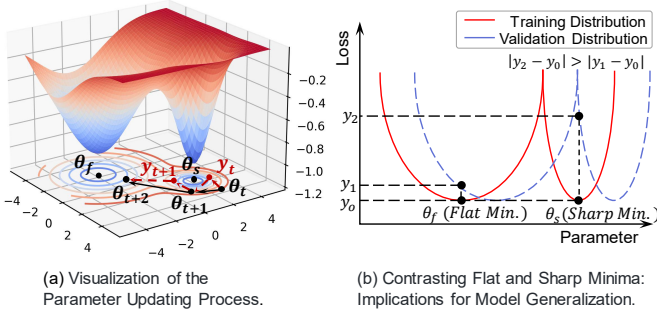 −0.2
−0.4
−0.6
−0.8
−1.0
−1.2
θf
θs
yt
yt+1
θt
θt+2
θt+1
−4
−2
0
2
4
−4
−2
0
2
4
(a) Visualization of the
Parameter Updating Process.
Training Distribution
Validation Distribution
|y2 − y0| > |y1 − y0|
Loss
y2
y1
yo
θf (Flat Min.)
θs(Sharp Min.)
Parameter
(b) Contrasting Flat and Sharp Minima:
Implications for Model Generalization.